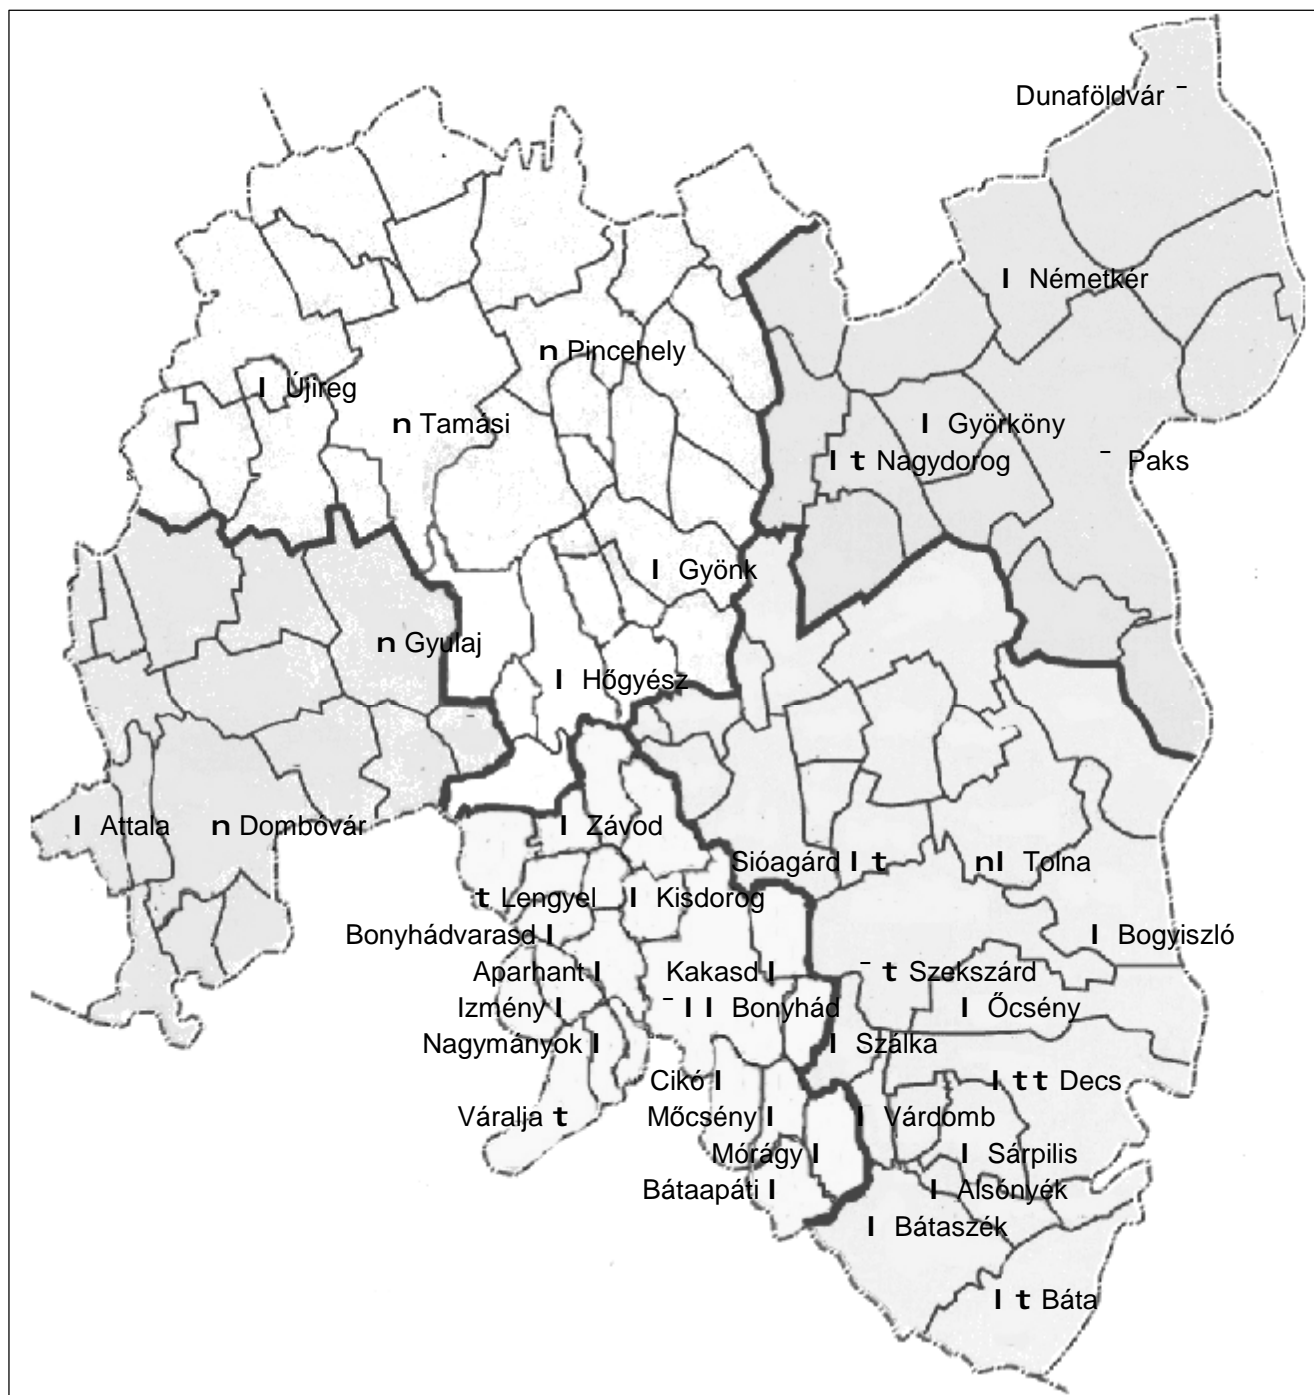 Dunaföldvár ¯
l Németkér
n Pincehely
l Újireg
n Tamási
l Györköny
l t Nagydorog
¯ Paks
l Gyönk
n Gyulaj
l Hőgyész
l Attala
n Dombóvár
l Závod
Sióagárd l t
nl Tolna
t Lengyel
l Kisdorog
Bonyhádvarasd l
l Bogyiszló
Aparhant l
Kakasd l
¯ t Szekszárd
Izmény l
¯ l l Bonyhád
l Őcsény
Nagymányok l
l Szálka
Cikó l
l tt Decs
Váralja t
Mőcsény l
l Várdomb
Mórágy l
l Sárpilis
Bátaapáti l
l Alsónyék
l Bátaszék
l t Báta